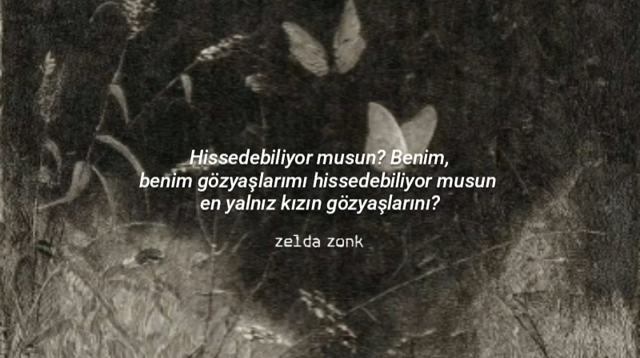 Hissedebiliyor musun? Benim,
benim gözyaşlarımı hissedebiliyor musun
en yalnız kızın gözyaşlarını?
zelda zonk